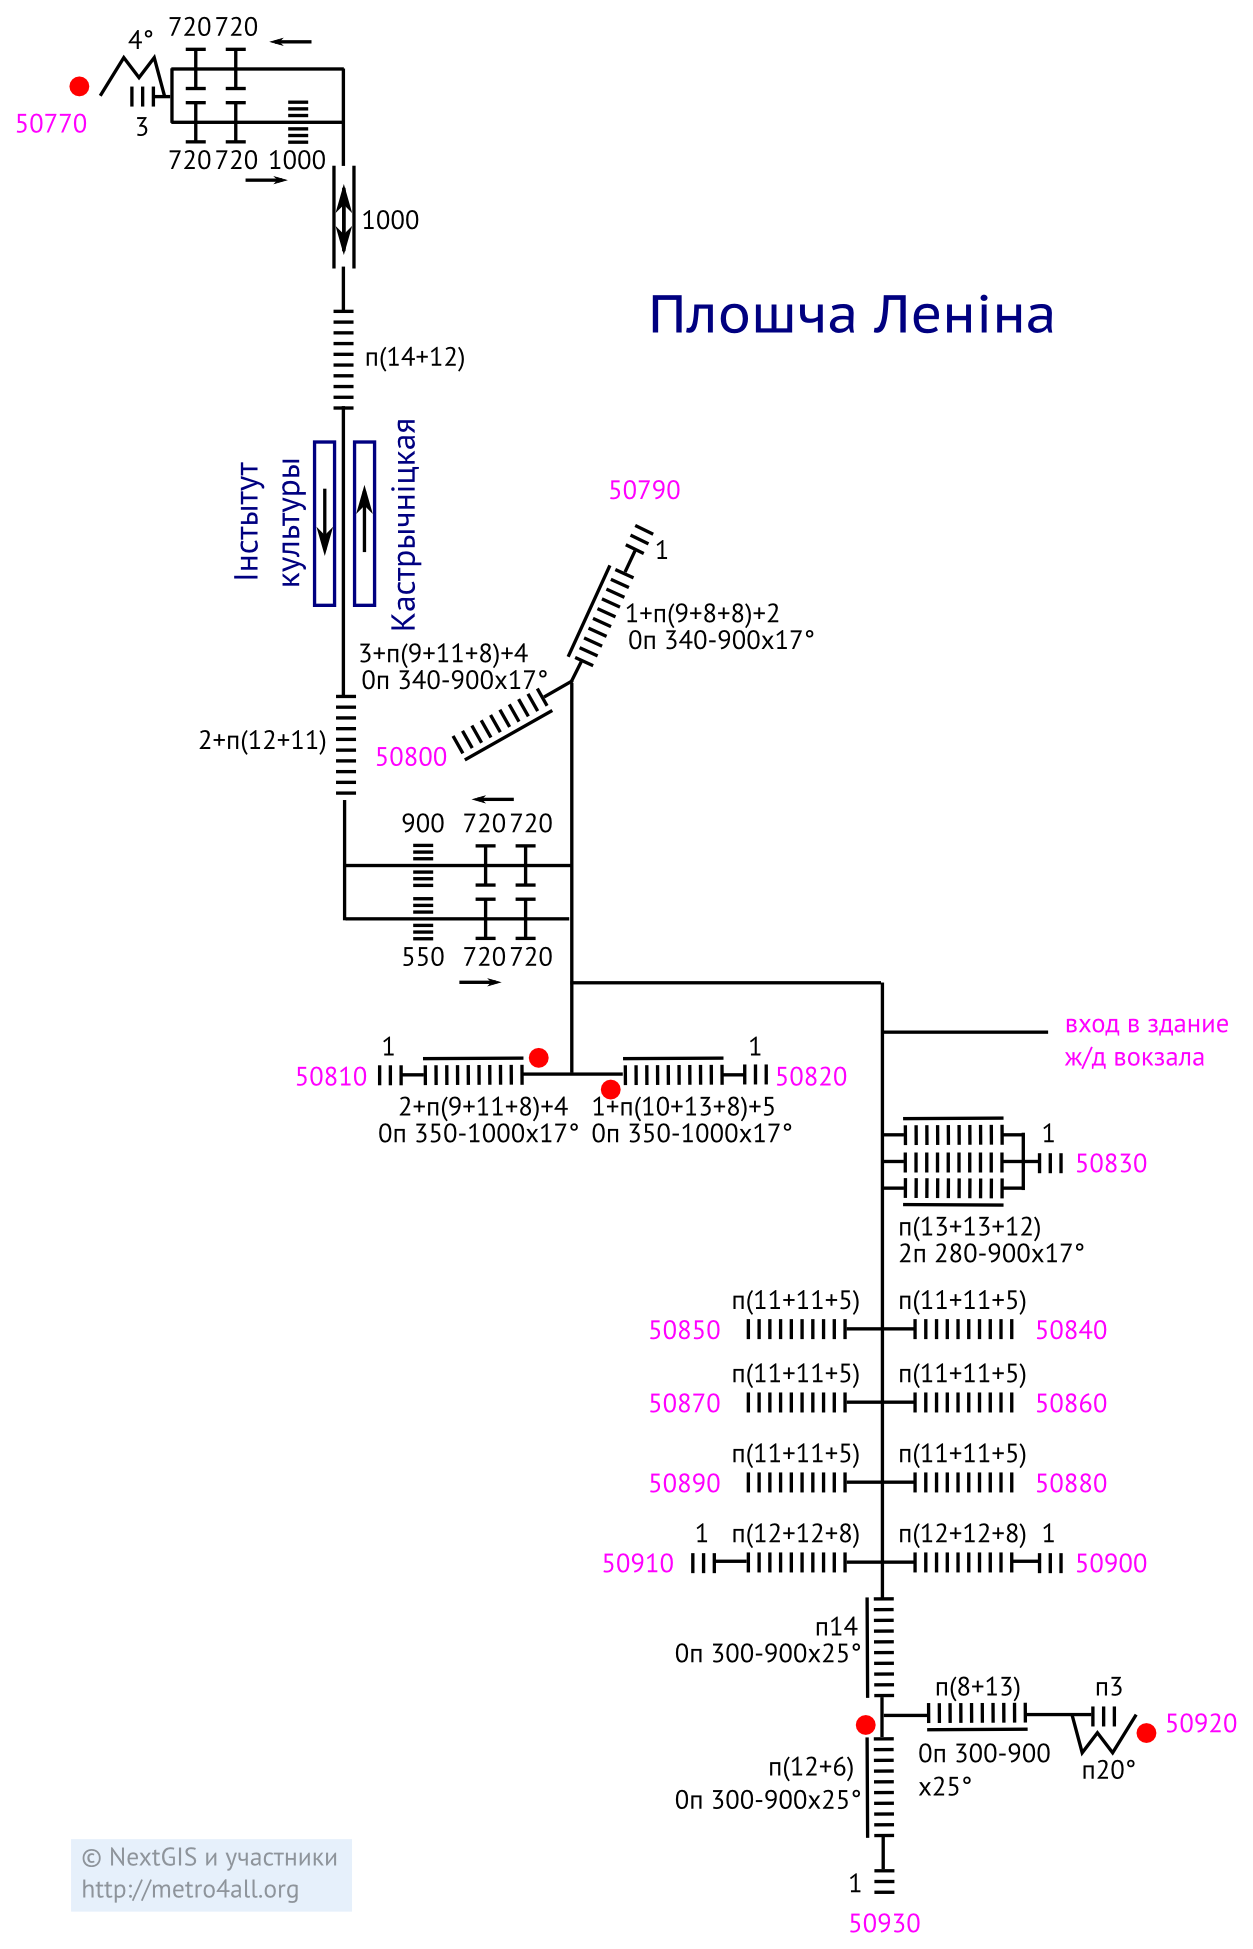 720 720
4°
50770
3
720 720 1000
1000
Плошча Леніна
п(14+12)
Інстытут
культуры
Кастрычніцкая
50790
1
1+п(9+8+8)+2
0п 340-900x17°
3+п(9+11+8)+4
0п 340-900x17°
2+п(12+11)
50800
900 720 720
550 720 720
вход в здание
ж/д вокзала
1
50810
2+п(9+11+8)+4
0п 350-1000x17°
1
50820
1+п(10+13+8)+5
0п 350-1000x17°
1
50830
п(13+13+12)
2п 280-900x17°
п(11+11+5) п(11+11+5)
50850 50840
п(11+11+5) п(11+11+5)
50870 50860
п(11+11+5) п(11+11+5)
50890 50880
1 п(12+12+8) п(12+12+8) 1
50910 50900
п14
0п 300-900x25°
п(8+13) п3
50920
0п 300-900
x25°
п20°
п(12+6)
0п 300-900x25°
1
50930
© NextGIS и участники
http://metro4all.org